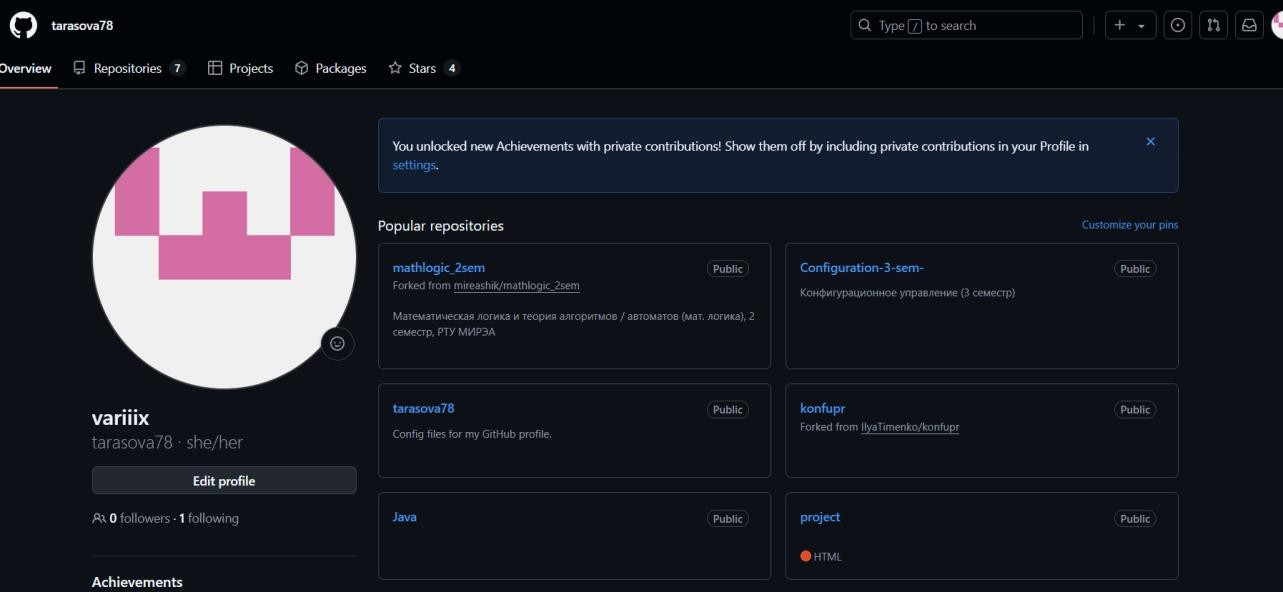 tarasova78
Type / to search
Overview
Repositories 7
Projects
Packages
Stars 4
You unlocked new Achievements with private contributions! Show them off by including private contributions in your Profile in
settings.
Popular repositories
Customize your pins
mathlogic_2sem
Public
Forked from mireashik/mathlogic_2sem
Математическая логика и теория алгоритмов / автоматов (мат. логика), 2
семестр, РТУ МИРЭА
Configuration-3-sem-
Public
Конфигурационное управление (3 семестр)
tarasova78
Public
Config files for my GitHub profile.
konfupr
Public
Forked from IlyaTimenko/konfupr
Java
Public
project
Public
HTML
variiix
tarasova78 · she/her
Edit profile
0 followers · 1 following
Achievements